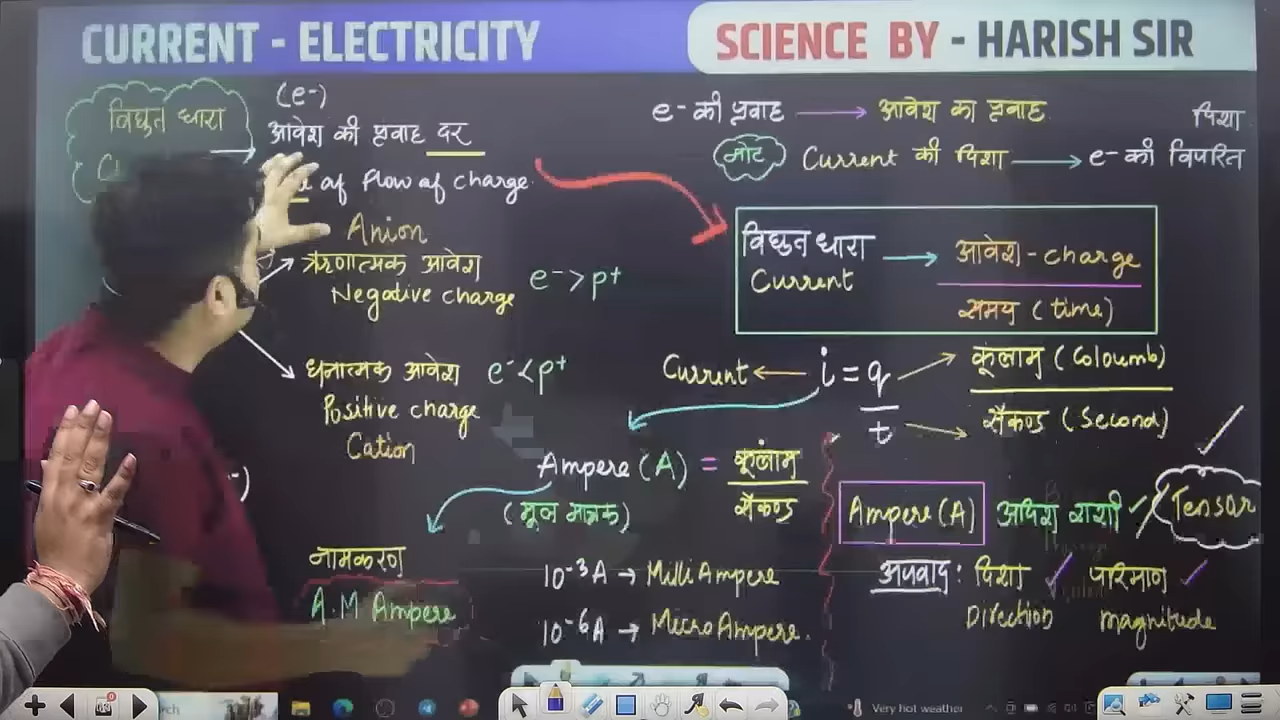 CURRENT - ELECTRICITY
SCIENCE BY - HARISH SIR
विद्युत धारा
(e-)
आवेश की प्रवाह दर
of Flow of charge
Anion
ऋणात्मक आवेश
Negative charge
e- > p+
धनात्मक आवेश e- < p+
Positive charge
Cation
e- की प्रवाह → आवेश का प्रवाह
दिशा
नोट
Current की दिशा → e- की विपरित
विद्युत धारा → आवेश - charge
Current
समय (time)
Current ← i = q
t
कूलाम (Coloumb)
सैकण्ड (Second)
Ampere (A) = कूलाम
सैकण्ड
(मूल मात्रक)
Ampere (A)
अदिश राशी ✓
Tensar
अपवाद : दिशा ✓ परिमाण ✓
Direction magnitude
नामकरण
A.M Ampere
10-3A → Milli Ampere
10-6A → Micro Ampere
Very hot weather